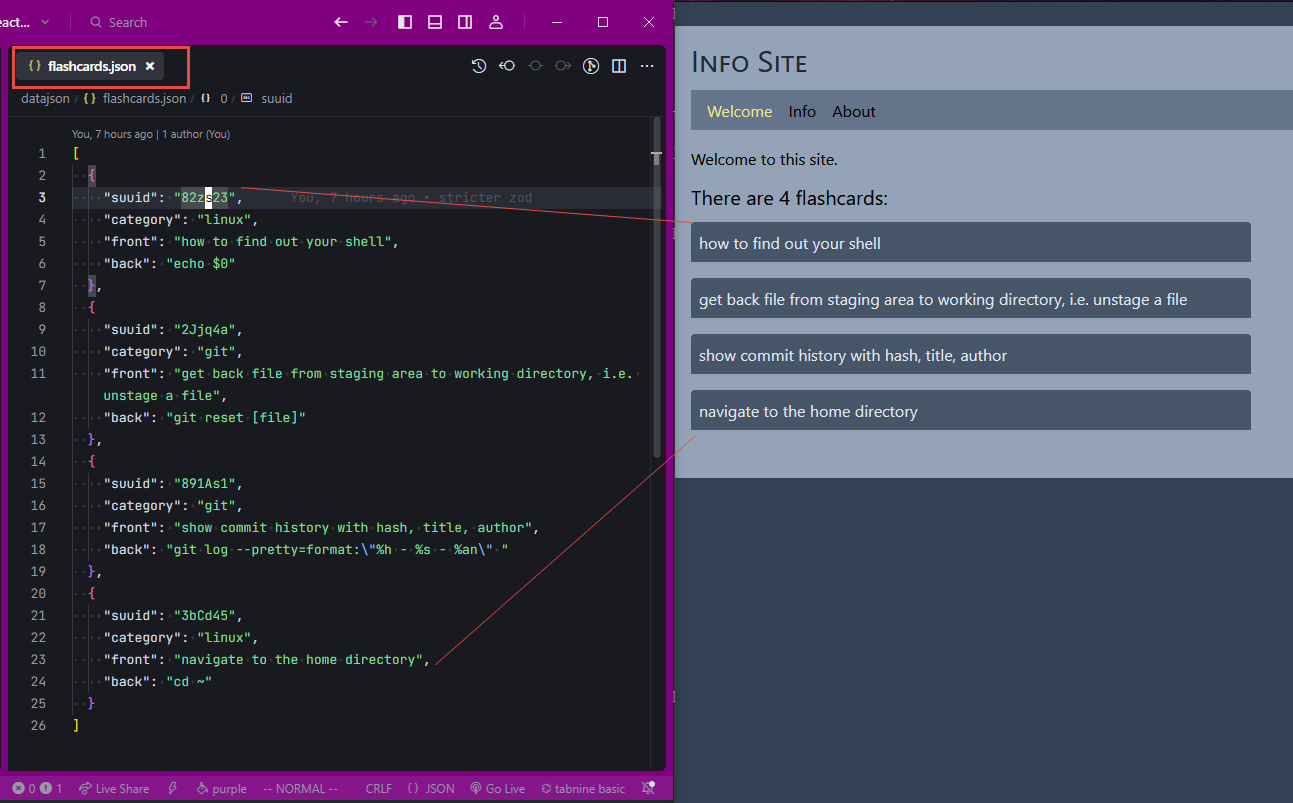 eact...
Search
flashcards.json
datajson / {} flashcards.json / {} 0 / suuid
You, 7 hours ago | 1 author (You)
1 [
2 {
3 "suuid": "82zs23", You, 7 hours ago • stricter zod
4 "category": "linux",
5 "front": "how to find out your shell",
6 "back": "echo $0"
7 },
8 {
9 "suuid": "2Jjq4a",
10 "category": "git",
11 "front": "get back file from staging area to working directory, i.e.
unstage a file",
12 "back": "git reset [file]"
13 },
14 {
15 "suuid": "891As1",
16 "category": "git",
17 "front": "show commit history with hash, title, author",
18 "back": "git log --pretty=format:\"%h - %s - %an\" "
19 },
20 {
21 "suuid": "3bCd45",
22 "category": "linux",
23 "front": "navigate to the home directory",
24 "back": "cd ~"
25 }
26 ]
0 1 Live Share purple -- NORMAL -- CRLF {} JSON Go Live tabnine basic
Info Site
Welcome Info About
Welcome to this site.
There are 4 flashcards:
how to find out your shell
get back file from staging area to working directory, i.e. unstage a file
show commit history with hash, title, author
navigate to the home directory